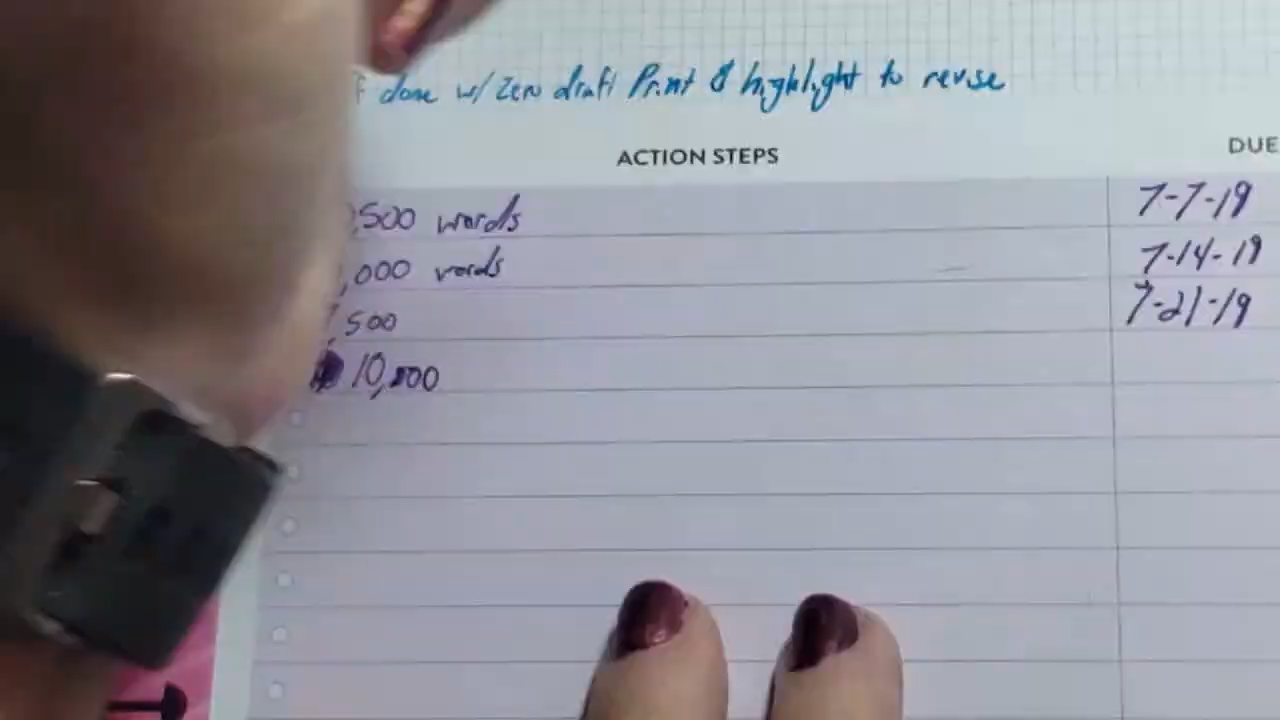 done w/ zero draft Print & highlight to revise
ACTION STEPS
DUE
,500 words
7-7-19
,000 words
7-14-19
,500
7-21-19
10,000